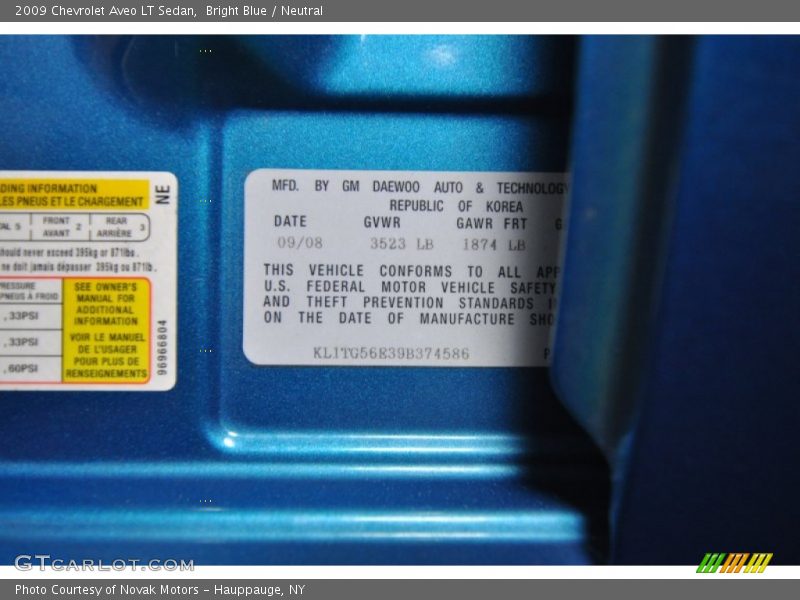 2009 Chevrolet Aveo LT Sedan, Bright Blue / Neutral
DING INFORMATION
LES PNEUS ET LE CHARGEMENT
NE
AL 5
FRONT
AVANT 2
REAR
ARRIÈRE 3
should never exceed 395kg or 871lbs.
ne doit jamais dépasser 395kg ou 871lb.
PRESSURE
PNEUS À FROID
, 33PSI
, 33PSI
, 60PSI
SEE OWNER'S
MANUAL FOR
ADDITIONAL
INFORMATION
VOIR LE MANUEL
DE L'USAGER
POUR PLUS DE
RENSEIGNEMENTS
96966804
MFD. BY GM DAEWOO AUTO & TECHNOLOGY
REPUBLIC OF KOREA
DATE GVWR GAWR FRT G
09/08 3523 LB 1874 LB
THIS VEHICLE CONFORMS TO ALL APP
U.S. FEDERAL MOTOR VEHICLE SAFETY
AND THEFT PREVENTION STANDARDS I
ON THE DATE OF MANUFACTURE SHO
KL1TG56E39B374586 P
GTCARLOT.COM
Photo Courtesy of Novak Motors - Hauppauge, NY